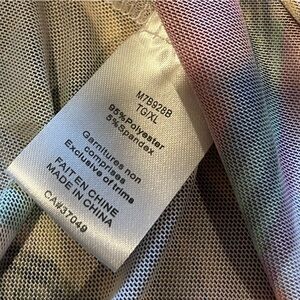 M7B928B
TG/XL
95%Polyester
5%Spandex
Garnitures non
comprises
Exclusive of trims
FAIT EN CHINE
MADE IN CHINA
CA#37049